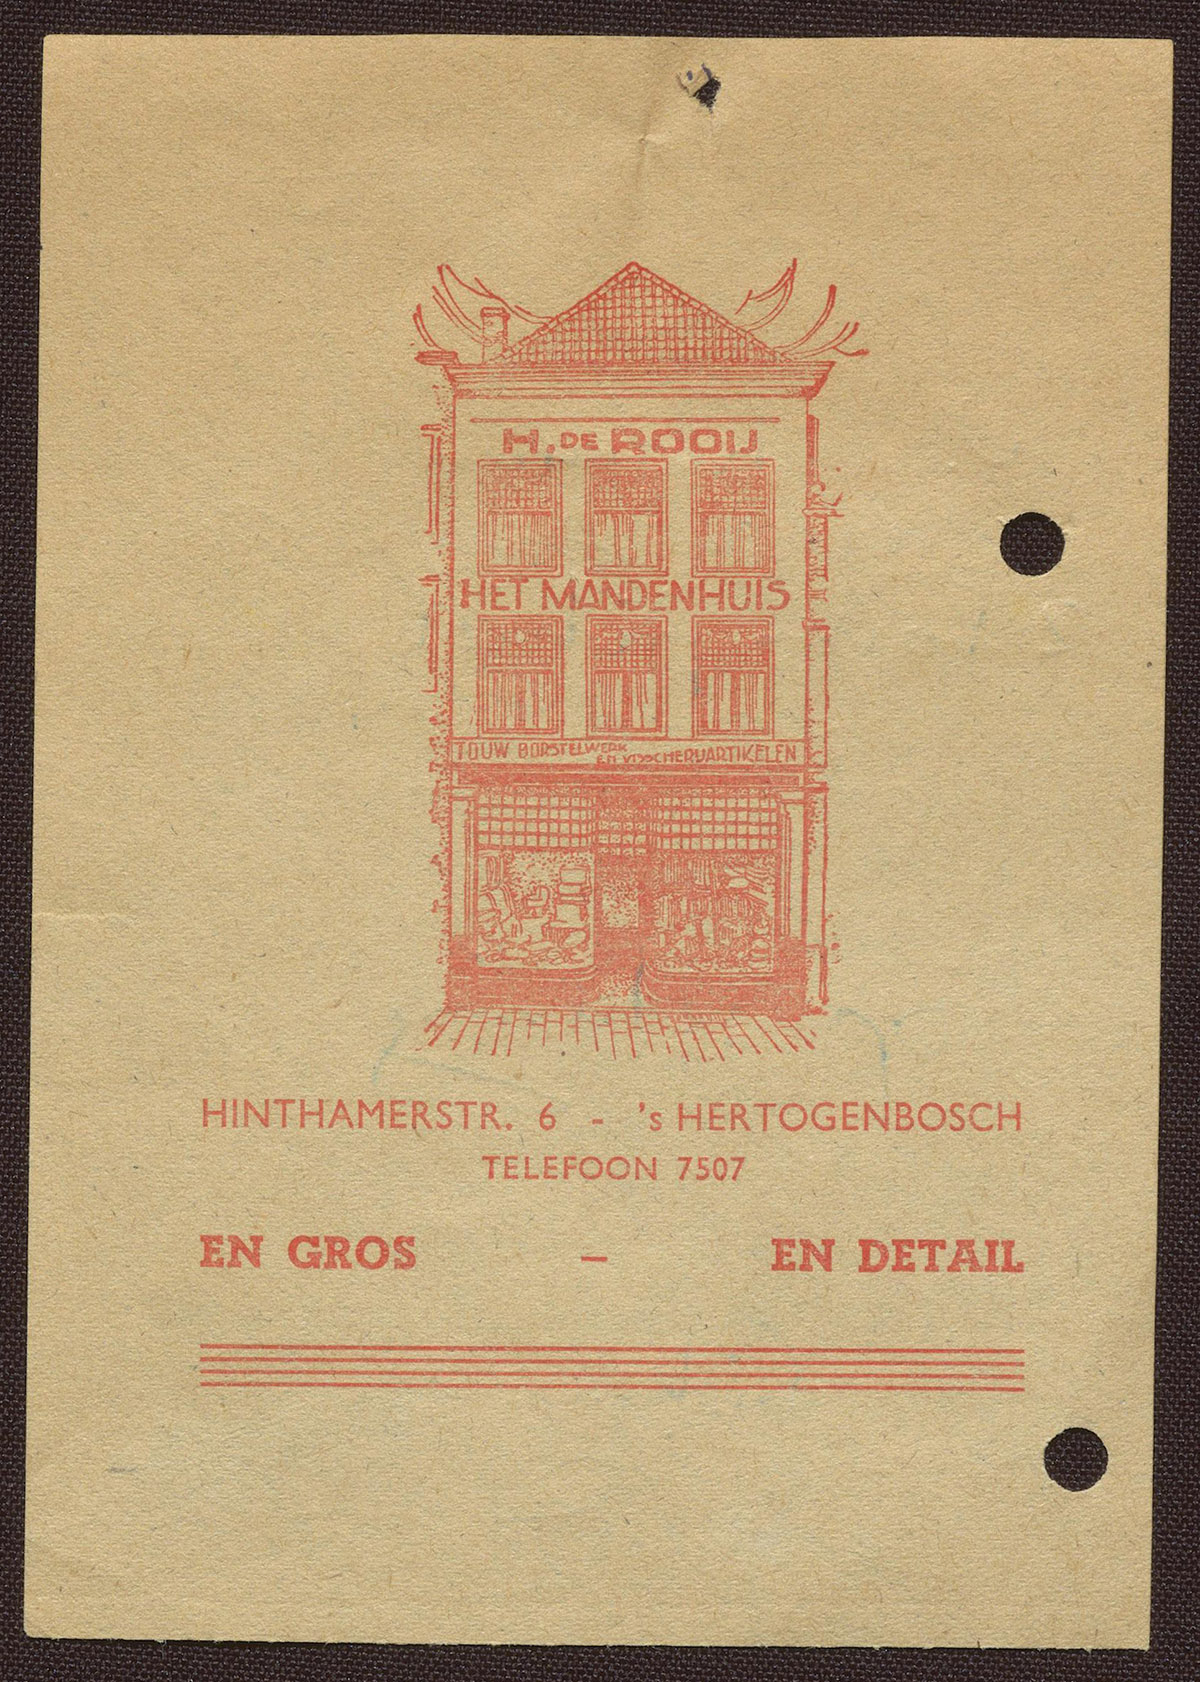 H. DE ROOIJ
HET MANDENHUIS
TOUW BORSTELWERK
EN VISSCHERIJARTIKELEN
HINTHAMERSTR. 6 - 's HERTOGENBOSCH
TELEFOON 7507
EN GROS – EN DETAIL